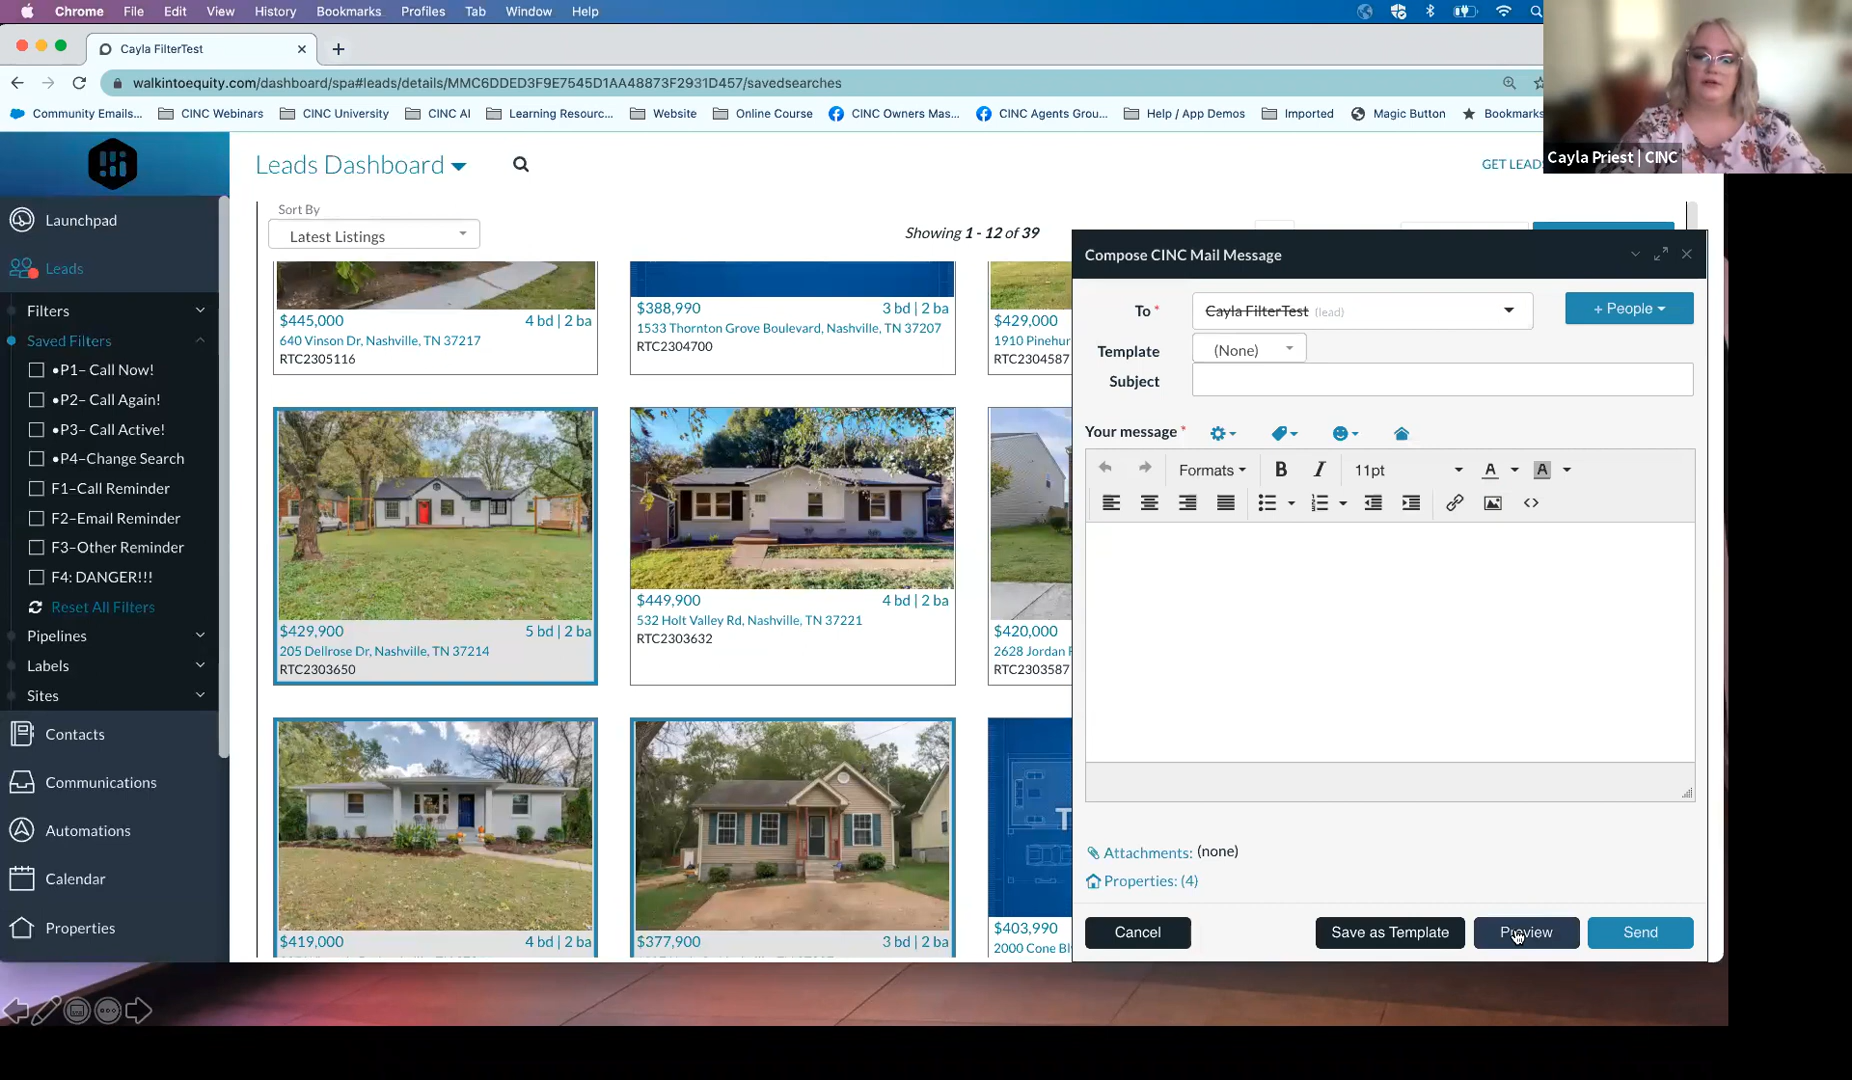 Chrome File Edit View History Bookmarks Profiles Tab Window Help
Cayla FilterTest
walkintoequity.com/dashboard/spa#leads/details/MMC6DDED3F9E7545D1AA48873F2931D457/savedsearches
Community Emails... CINC Webinars CINC University CINC AI Learning Resourc... Website Online Course CINC Owners Mas... CINC Agents Grou... Help / App Demos Imported Magic Button Bookmarks
Cayla Priest | CINC
Leads Dashboard
GET LEADS
Launchpad
Leads
Filters
Saved Filters
•P1– Call Now!
•P2– Call Again!
•P3– Call Active!
•P4–Change Search
F1–Call Reminder
F2–Email Reminder
F3–Other Reminder
F4: DANGER!!!
Reset All Filters
Pipelines
Labels
Sites
Contacts
Communications
Automations
Calendar
Properties
Sort By
Latest Listings
Showing 1 - 12 of 39
$445,000 4 bd | 2 ba
640 Vinson Dr, Nashville, TN 37217
RTC2305116
$388,990 3 bd | 2 ba
1533 Thornton Grove Boulevard, Nashville, TN 37207
RTC2304700
$429,000
1910 Pinehur
RTC2304587
$429,900 5 bd | 2 ba
205 Dellrose Dr, Nashville, TN 37214
RTC2303650
$449,900 4 bd | 2 ba
532 Holt Valley Rd, Nashville, TN 37221
RTC2303632
$420,000
2628 Jordan
RTC2303587
$419,000 4 bd | 2 ba
$377,900 3 bd | 2 ba
$403,990
2000 Cone Bl
Compose CINC Mail Message
To * Cayla FilterTest (lead) + People
Template (None)
Subject
Your message *
Formats B I 11pt A A
Attachments: (none)
Properties: (4)
Cancel Save as Template Preview Send